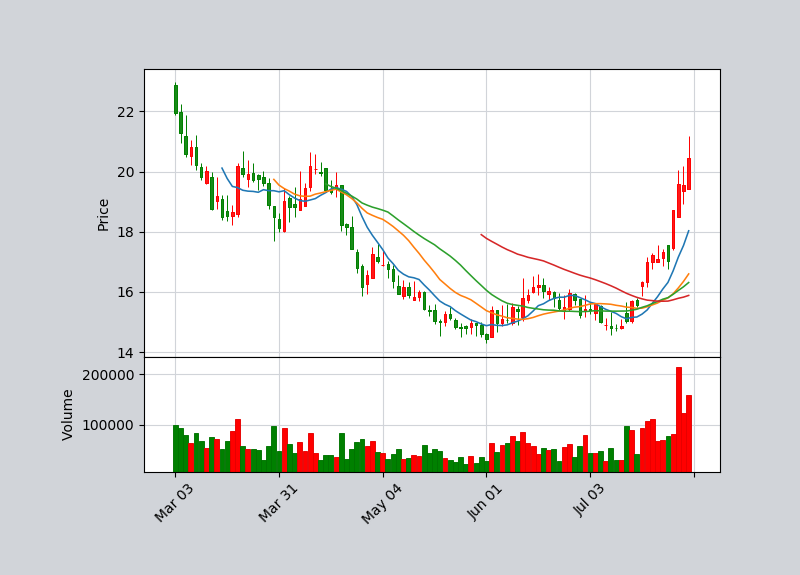 Price
22
20
18
16
14
Volume
200000
100000
Mar 03
Mar 31
May 04
Jun 01
Jul 03